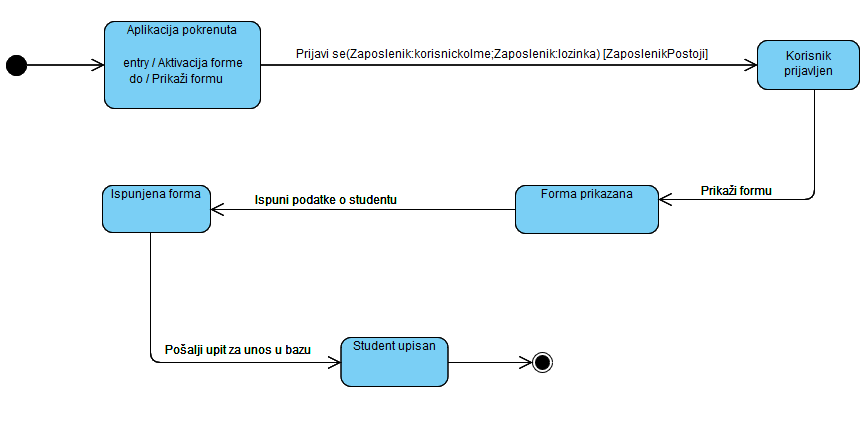 Aplikacija pokrenuta
entry / Aktivacija forme
do / Prikaži formu
Prijavi se(Zaposlenik:korisnickoIme;Zaposlenik:lozinka) [ZaposlenikPostoji]
Korisnik
prijavljen
Prikaži formu
Forma prikazana
Ispuni podatke o studentu
Ispunjena forma
Pošalji upit za unos u bazu
Student upisan